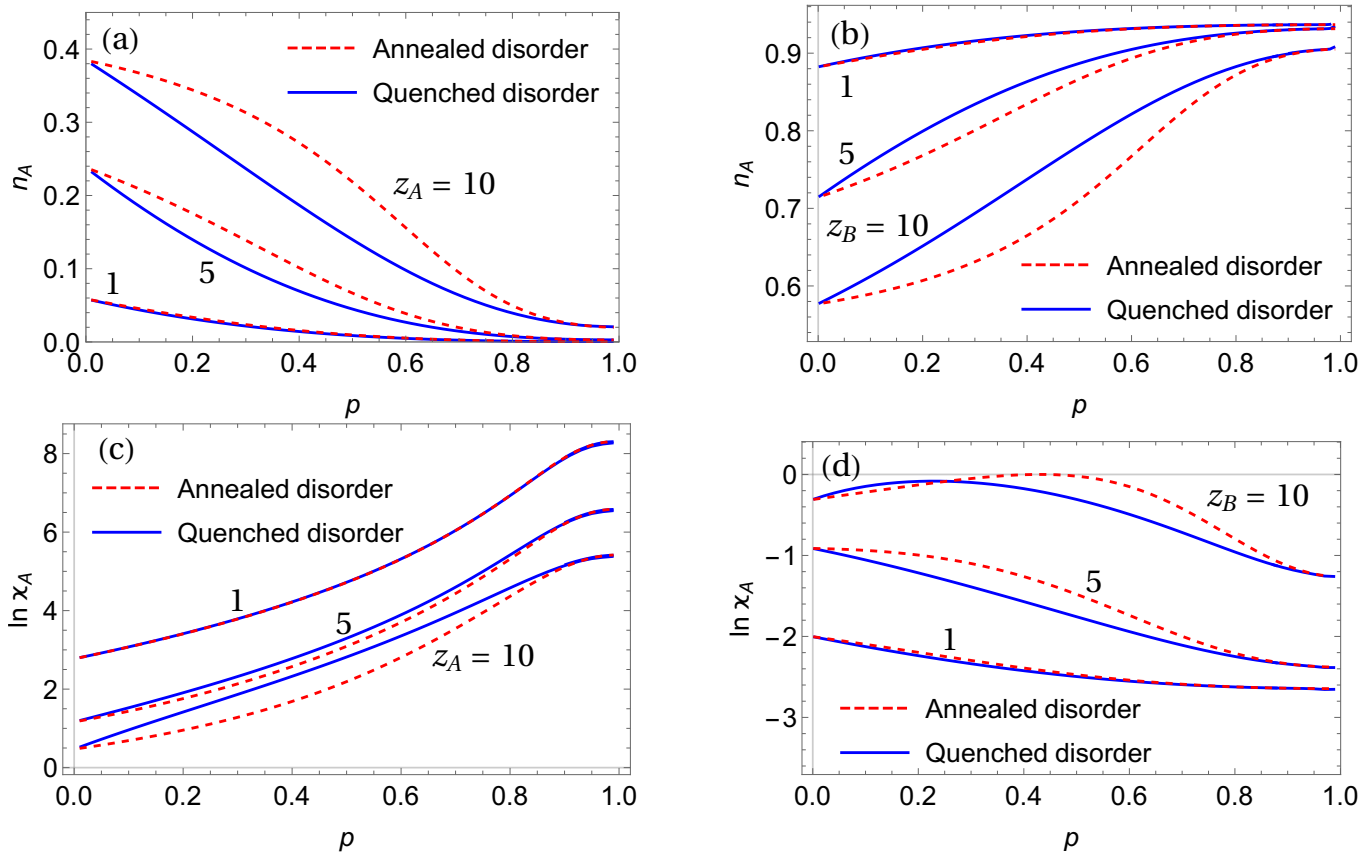 (a)
Annealed disorder
Quenched disorder
z_A = 10
5
1
n_A
0.4
0.3
0.2
0.1
0.0
0.0 0.2 0.4 0.6 0.8 1.0
p
(b)
1
5
z_B = 10
Annealed disorder
Quenched disorder
n_A
0.9
0.8
0.7
0.6
0.0 0.2 0.4 0.6 0.8 1.0
p
(c)
Annealed disorder
Quenched disorder
1
5
z_A = 10
ln ϰ_A
8
6
4
2
0
0.0 0.2 0.4 0.6 0.8 1.0
p
(d)
z_B = 10
5
1
Annealed disorder
Quenched disorder
ln ϰ_A
0
−1
−2
−3
0.0 0.2 0.4 0.6 0.8 1.0
p